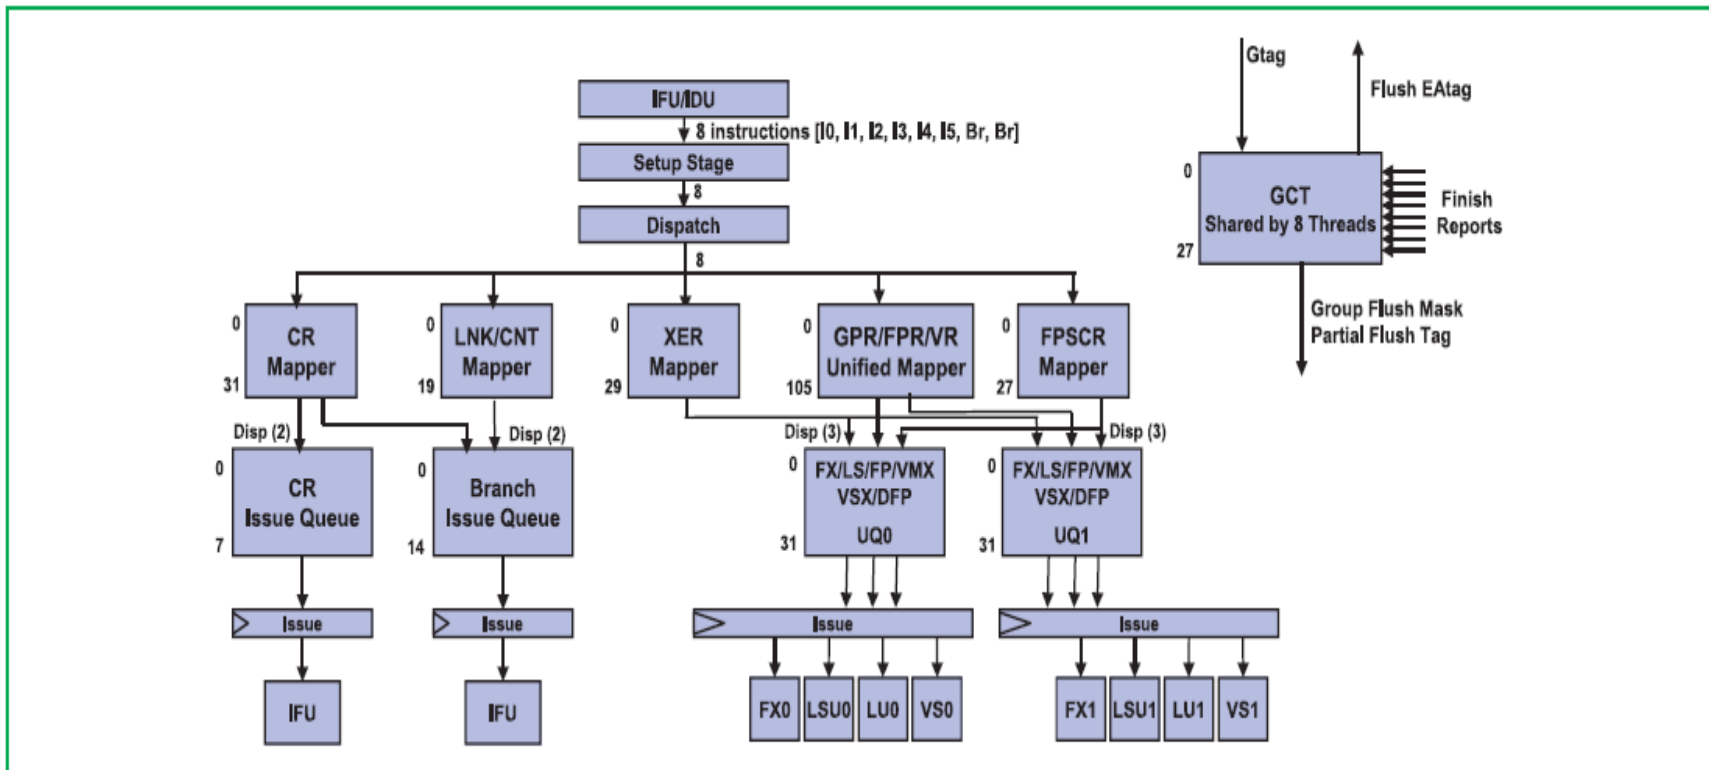 IFU/IDU
8 instructions [I0, I1, I2, I3, I4, I5, Br, Br]
Setup Stage
8
Dispatch
8
Gtag
Flush EAtag
0
GCT
Shared by 8 Threads
27
Finish
Reports
Group Flush Mask
Partial Flush Tag
0
CR
Mapper
31
0
LNK/CNT
Mapper
19
0
XER
Mapper
29
0
GPR/FPR/VR
Unified Mapper
105
0
FPSCR
Mapper
27
Disp (2)
Disp (2)
Disp (3)
Disp (3)
0
CR
Issue Queue
7
0
Branch
Issue Queue
14
0
FX/LS/FP/VMX
VSX/DFP
UQ0
31
0
FX/LS/FP/VMX
VSX/DFP
UQ1
31
Issue
Issue
Issue
Issue
IFU
IFU
FX0
LSU0
LU0
VS0
FX1
LSU1
LU1
VS1